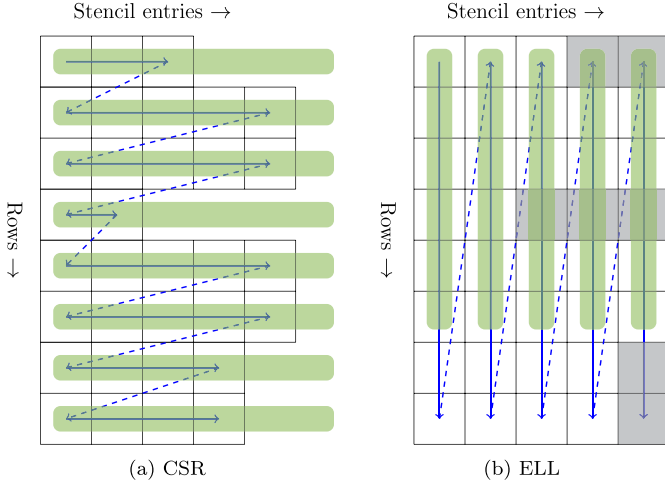 Stencil entries → Stencil entries →
Rows → Rows →
(a) CSR (b) ELL